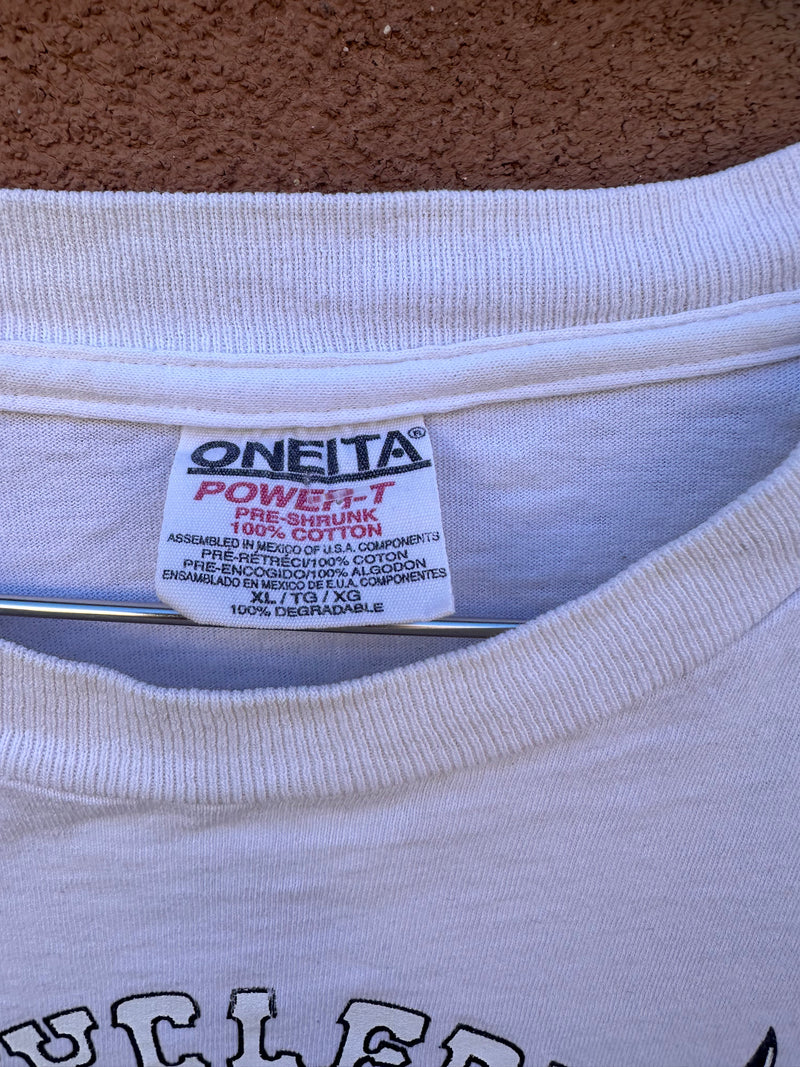 ONEITA®
POWER-T
PRE-SHRUNK
100% COTTON
ASSEMBLED IN MEXICO OF U.S.A. COMPONENTS
PRÉ-RÉTRÉCI/100% COTON
PRE-ENCOGIDO/100% ALGODON
ENSAMBLADO EN MEXICO DE E.U.A. COMPONENTES
XL / TG / XG
100% DEGRADABLE